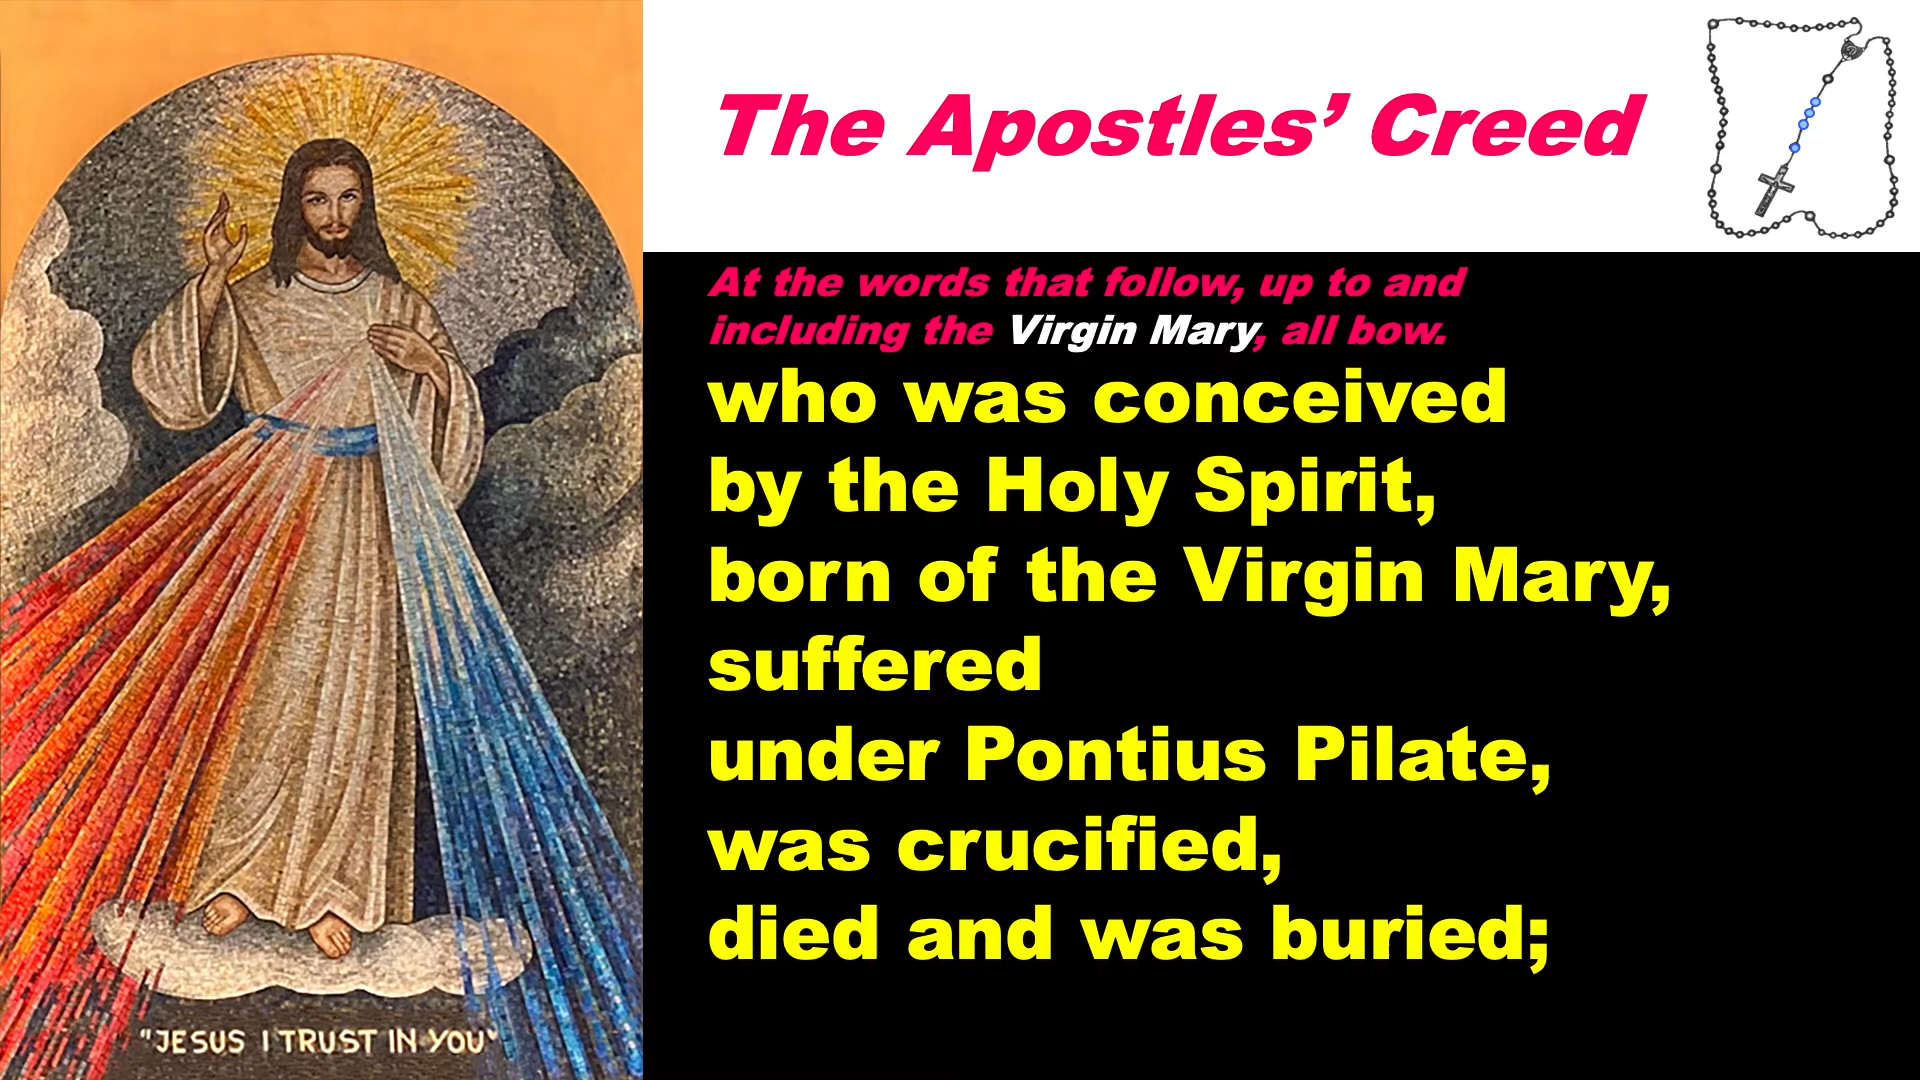 The Apostles’ Creed
At the words that follow, up to and
including the Virgin Mary, all bow.
who was conceived
by the Holy Spirit,
born of the Virgin Mary,
suffered
under Pontius Pilate,
was crucified,
died and was buried;
"JESUS I TRUST IN YOU"